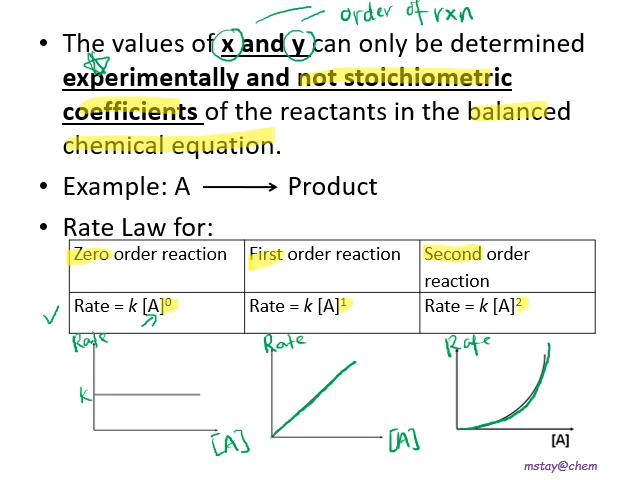 order of rxn
• The values of x and y can only be determined
experimentally and not stoichiometric
coefficients of the reactants in the balanced
chemical equation.
• Example: A ⟶ Product
• Rate Law for:
Zero order reaction First order reaction Second order
reaction
Rate = k [A]⁰ Rate = k [A]¹ Rate = k [A]²
Rate Rate Rate
k
[A] [A] [A]
mstay@chem